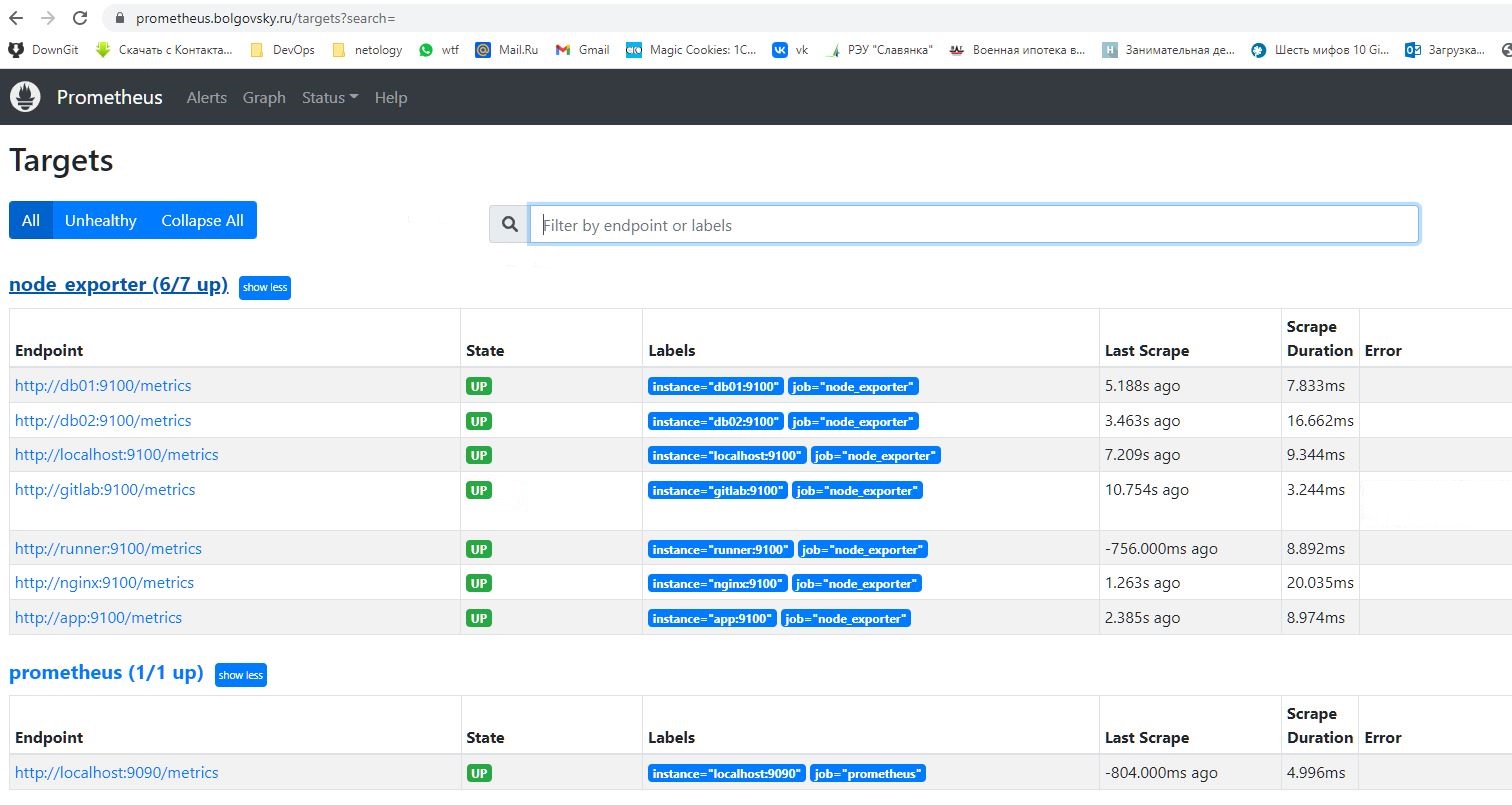 prometheus.bolgovsky.ru/targets?search=
DownGit Скачать с Контакта... DevOps netology wtf Mail.Ru Gmail Magic Cookies: 1C... vk РЭУ "Славянка" Военная ипотека в... Занимательная де... Шесть мифов 10 Gi... Загрузка...
Prometheus Alerts Graph Status Help
Targets
All Unhealthy Collapse All Filter by endpoint or labels
node_exporter (6/7 up) show less
Endpoint State Labels Last Scrape Scrape Duration Error
http://db01:9100/metrics UP instance="db01:9100" job="node_exporter" 5.188s ago 7.833ms
http://db02:9100/metrics UP instance="db02:9100" job="node_exporter" 3.463s ago 16.662ms
http://localhost:9100/metrics UP instance="localhost:9100" job="node_exporter" 7.209s ago 9.344ms
http://gitlab:9100/metrics UP instance="gitlab:9100" job="node_exporter" 10.754s ago 3.244ms
http://runner:9100/metrics UP instance="runner:9100" job="node_exporter" -756.000ms ago 8.892ms
http://nginx:9100/metrics UP instance="nginx:9100" job="node_exporter" 1.263s ago 20.035ms
http://app:9100/metrics UP instance="app:9100" job="node_exporter" 2.385s ago 8.974ms
prometheus (1/1 up) show less
Endpoint State Labels Last Scrape Scrape Duration Error
http://localhost:9090/metrics UP instance="localhost:9090" job="prometheus" -804.000ms ago 4.996ms